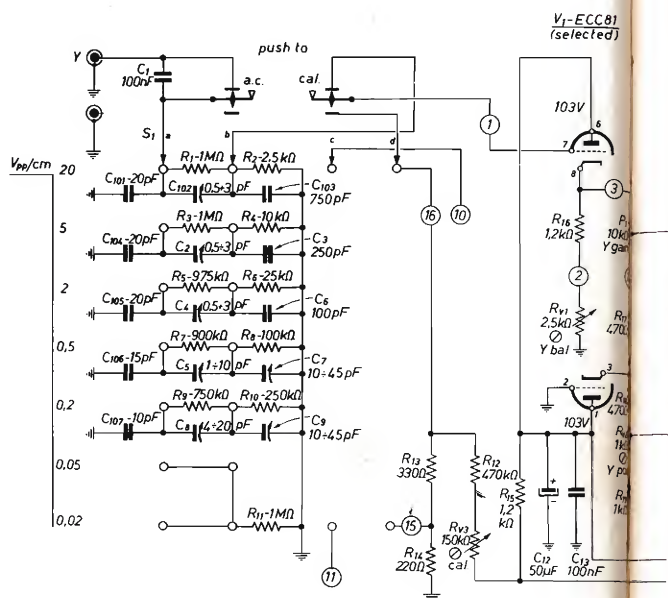 V₁-ECC81
(selected)
Y
push to
C₁
100nF
a.c.
cal.
103V
6
1
7
8
3
S₁
a
b
c
d
Vpp/cm
20
R₁-1MΩ
R₂-2.5kΩ
C₁₀₁-20pF
C₁₀₂
0,5÷3 pF
C₁₀₃
750pF
16
10
5
R₃-1MΩ
R₄-10kΩ
C₁₀₄-20pF
C₂
0,5÷3 pF
C₃
250pF
R₁₆
1,2kΩ
10kΩ
Y gain
2
2
R₅-975kΩ
R₆-25kΩ
C₁₀₅-20pF
C₄
0,5÷3 pF
C₆
100pF
RV1
2,5kΩ
Y bal
470Ω
0,5
R₇-900kΩ
R₈-100kΩ
C₁₀₆-15pF
C₅
1÷10 pF
C₇
10÷45pF
3
2
1
103V
0,2
R₉-750kΩ
R₁₀-250kΩ
C₁₀₇-10pF
C₈
4÷20 pF
C₉
10÷45pF
470Ω
1kΩ
0,05
R₁₃
330Ω
R₁₂
470kΩ
R₁₅
1,2
kΩ
1kΩ
0,02
R₁₁-1MΩ
15
RV3
150kΩ
cal
R₁₄
220Ω
11
C₁₂
50µF
C₁₃
100nF